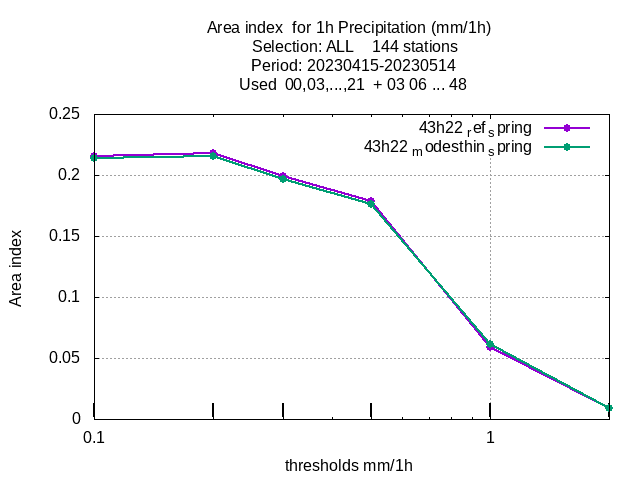 Area index  for 1h Precipitation (mm/1h)
Selection: ALL    144 stations
Period: 20230415-20230514
Used  00,03,...,21  + 03 06 ... 48
0.25
43h22 ref spring
43h22 modesthin spring
0.2
0.15
Area index
0.1
0.05
0
0.1 1
thresholds mm/1h